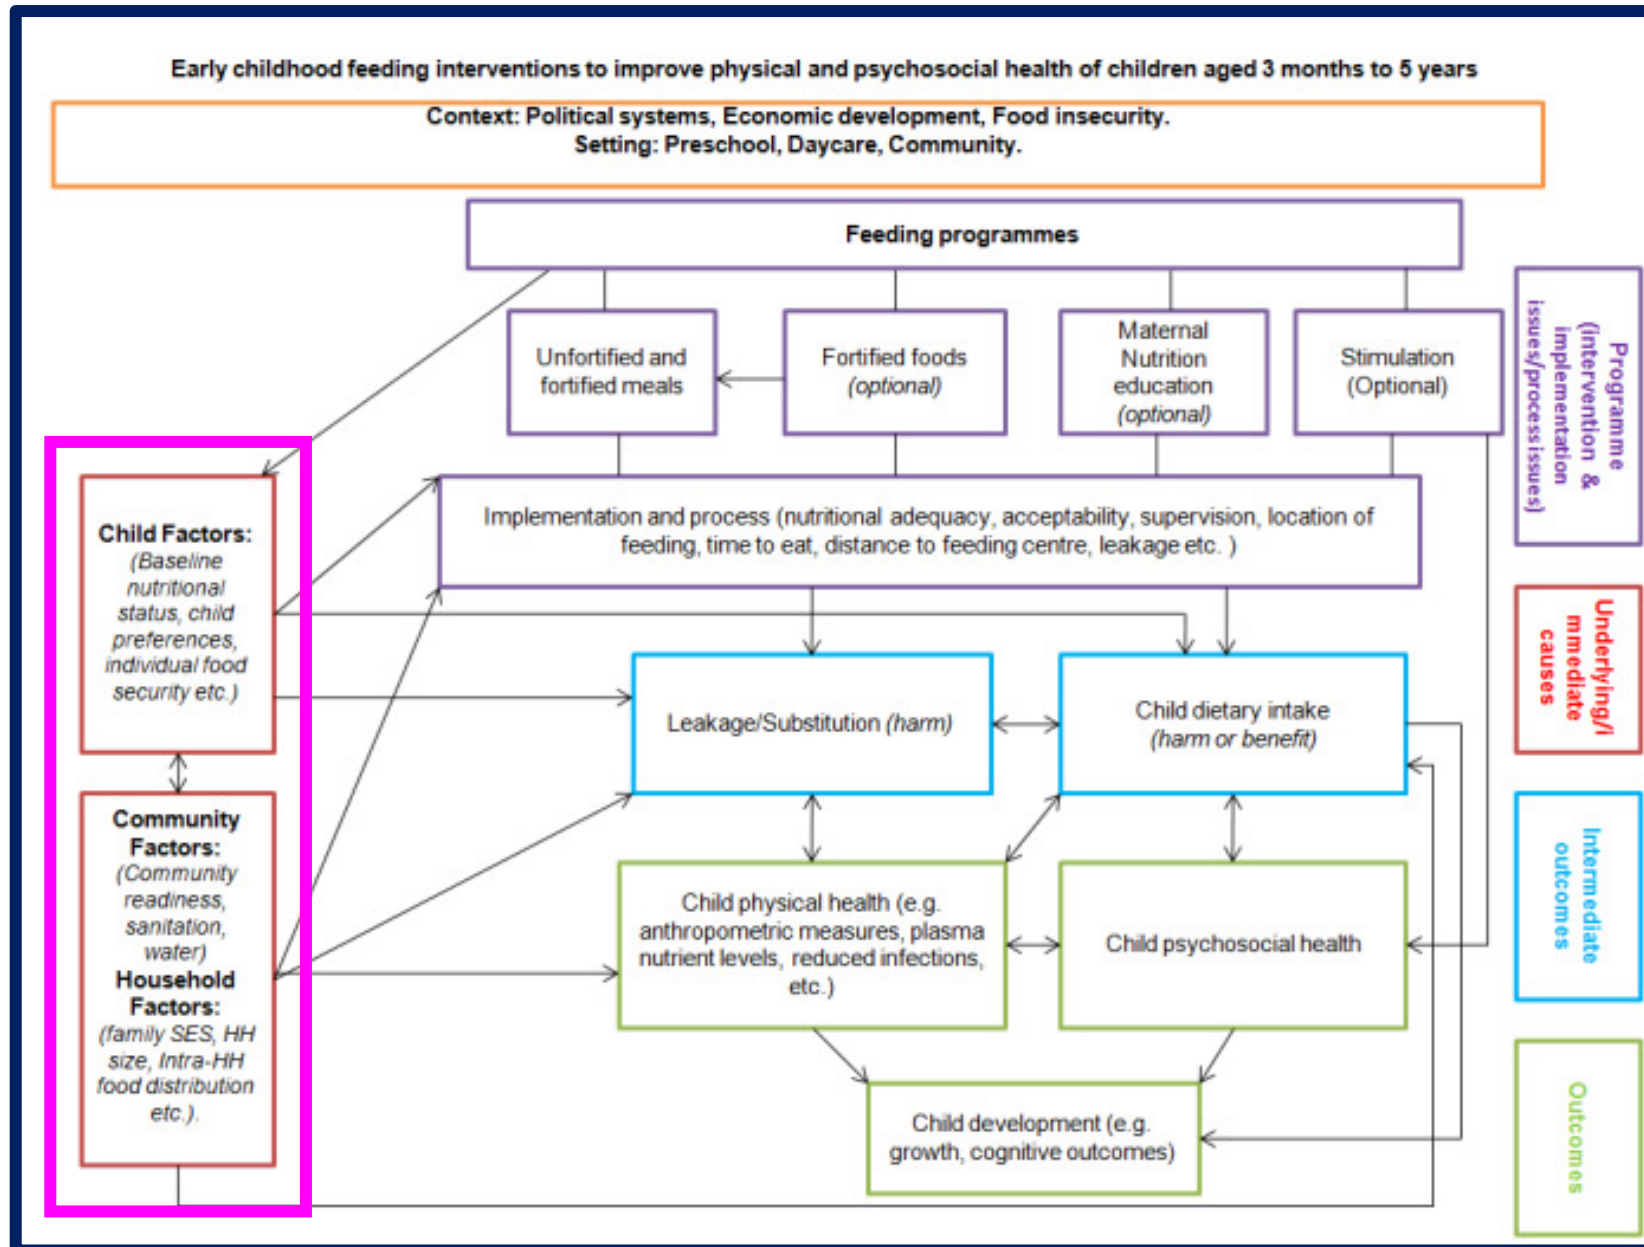 Early childhood feeding interventions to improve physical and psychosocial health of children aged 3 months to 5 years
Context: Political systems, Economic development, Food insecurity.
Setting: Preschool, Daycare, Community.
Feeding programmes
Unfortified and
fortified meals
Fortified foods
(optional)
Maternal
Nutrition
education
(optional)
Stimulation
(Optional)
Programme
(intervention &
implementation
issues/process issues)
Implementation and process (nutritional adequacy, acceptability, supervision, location of
feeding, time to eat, distance to feeding centre, leakage etc. )
Child Factors:
(Baseline
nutritional
status, child
preferences,
individual food
security etc.)
Underlying/i
mmediate
causes
Leakage/Substitution (harm)
Child dietary intake
(harm or benefit)
Community
Factors:
(Community
readiness,
sanitation,
water)
Household
Factors:
(family SES, HH
size, Intra-HH
food distribution
etc.).
Intermediate
outcomes
Child physical health (e.g.
anthropometric measures, plasma
nutrient levels, reduced infections,
etc.)
Child psychosocial health
Child development (e.g.
growth, cognitive outcomes)
Outcomes